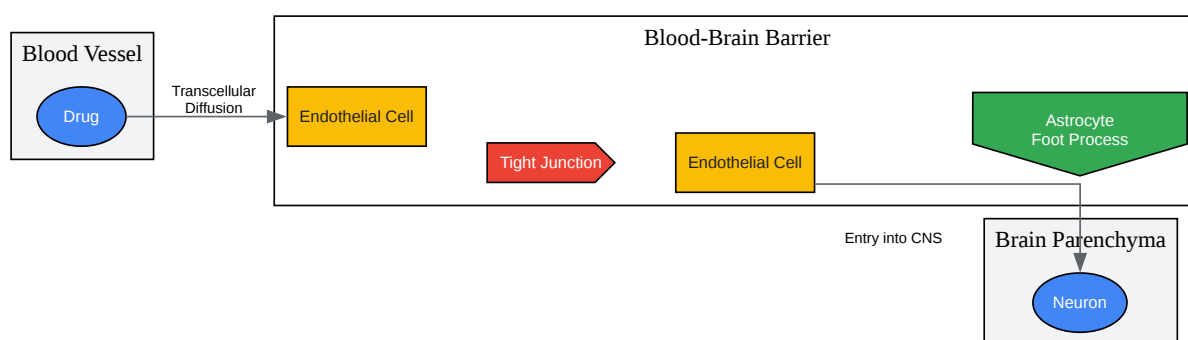 Blood Vessel
Drug
Transcellular
Diffusion
Blood-Brain Barrier
Endothelial Cell
Tight Junction
Endothelial Cell
Astrocyte
Foot Process
Entry into CNS
Brain Parenchyma
Neuron